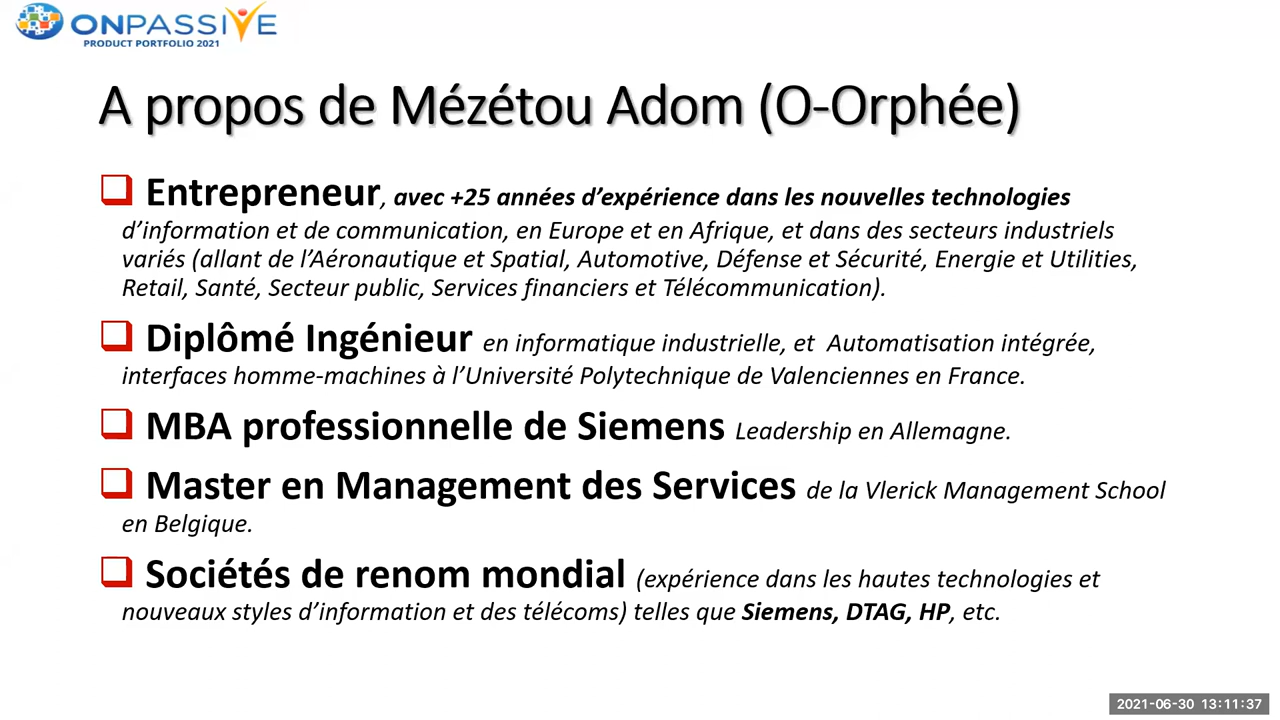 ONPASSIVE
PRODUCT PORTFOLIO 2021
A propos de Mézétou Adom (O-Orphée)
Entrepreneur, avec +25 années d’expérience dans les nouvelles technologies
d’information et de communication, en Europe et en Afrique, et dans des secteurs industriels
variés (allant de l’Aéronautique et Spatial, Automotive, Défense et Sécurité, Energie et Utilities,
Retail, Santé, Secteur public, Services financiers et Télécommunication).
Diplômé Ingénieur en informatique industrielle, et Automatisation intégrée,
interfaces homme-machines à l’Université Polytechnique de Valenciennes en France.
MBA professionnelle de Siemens Leadership en Allemagne.
Master en Management des Services de la Vlerick Management School
en Belgique.
Sociétés de renom mondial (expérience dans les hautes technologies et
nouveaux styles d’information et des télécoms) telles que Siemens, DTAG, HP, etc.
2021-06-30 13:11:37